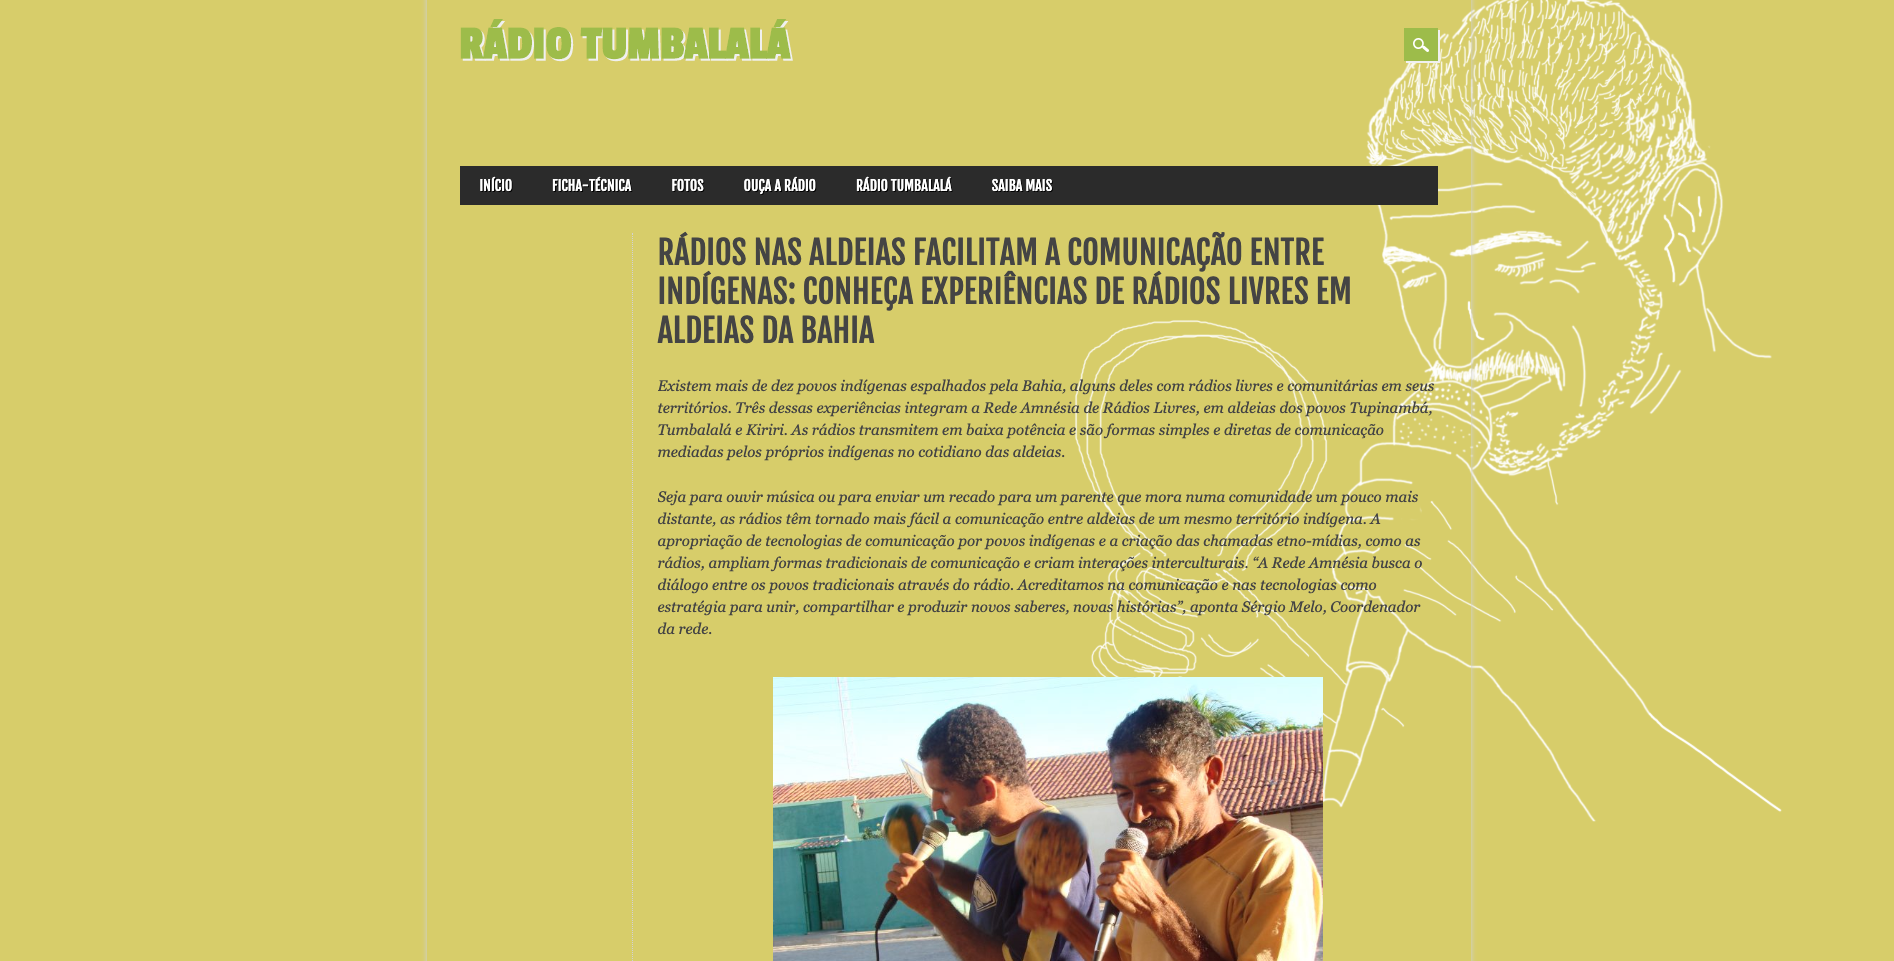 RÁDIO TUMBALALÁ
INÍCIO
FICHA-TÉCNICA
FOTOS
OUÇA A RÁDIO
RÁDIO TUMBALALÁ
SAIBA MAIS
RÁDIOS NAS ALDEIAS FACILITAM A COMUNICAÇÃO ENTRE
INDÍGENAS: CONHEÇA EXPERIÊNCIAS DE RÁDIOS LIVRES EM
ALDEIAS DA BAHIA
Existem mais de dez povos indígenas espalhados pela Bahia, alguns deles com rádios livres e comunitárias em seus
territórios. Três dessas experiências integram a Rede Amnésia de Rádios Livres, em aldeias dos povos Tupinambá,
Tumbalalá e Kiriri. As rádios transmitem em baixa potência e são formas simples e diretas de comunicação
mediadas pelos próprios indígenas no cotidiano das aldeias.
Seja para ouvir música ou para enviar um recado para um parente que mora numa comunidade um pouco mais
distante, as rádios têm tornado mais fácil a comunicação entre aldeias de um mesmo território indígena. A
apropriação de tecnologias de comunicação por povos indígenas e a criação das chamadas etno-mídias, como as
rádios, ampliam formas tradicionais de comunicação e criam interações interculturais. “A Rede Amnésia busca o
diálogo entre os povos tradicionais através do rádio. Acreditamos na comunicação e nas tecnologias como
estratégia para unir, compartilhar e produzir novos saberes, novas histórias”, aponta Sérgio Melo, Coordenador
da rede.